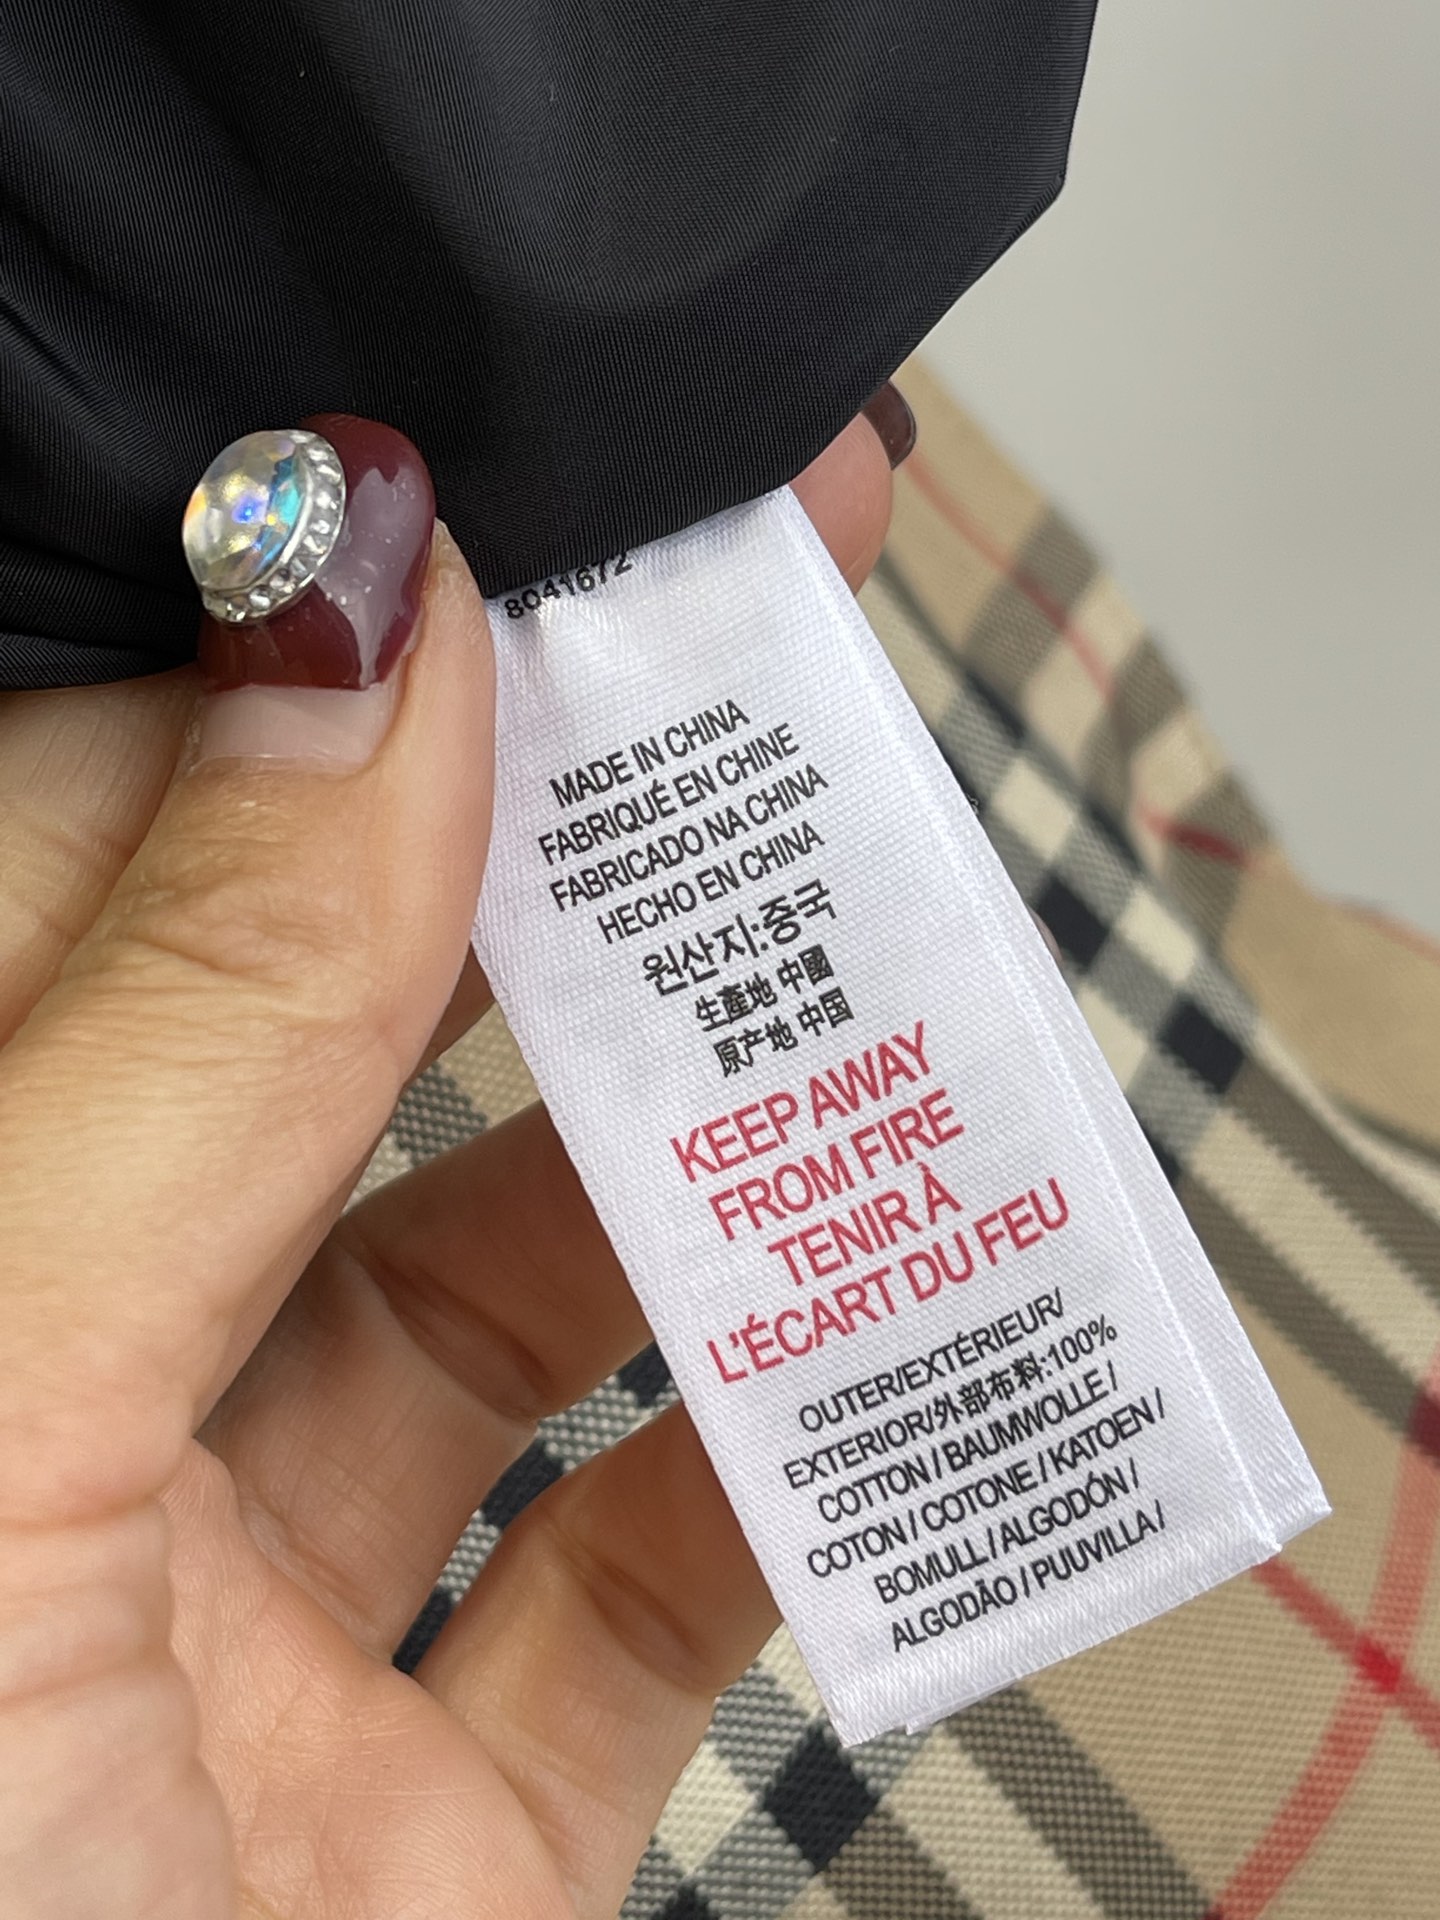 8041672
MADE IN CHINA
FABRIQUÉ EN CHINE
FABRICADO NA CHINA
HECHO EN CHINA
원산지:중국
生產地 中國
原产地 中国
KEEP AWAY
FROM FIRE
TENIR À
L'ÉCART DU FEU
OUTER/EXTÉRIEUR/
EXTERIOR/外部布料:100%
COTTON / BAUMWOLLE /
COTON / COTONE / KATOEN /
BOMULL / ALGODÓN /
ALGODÃO / PUUVILLA /